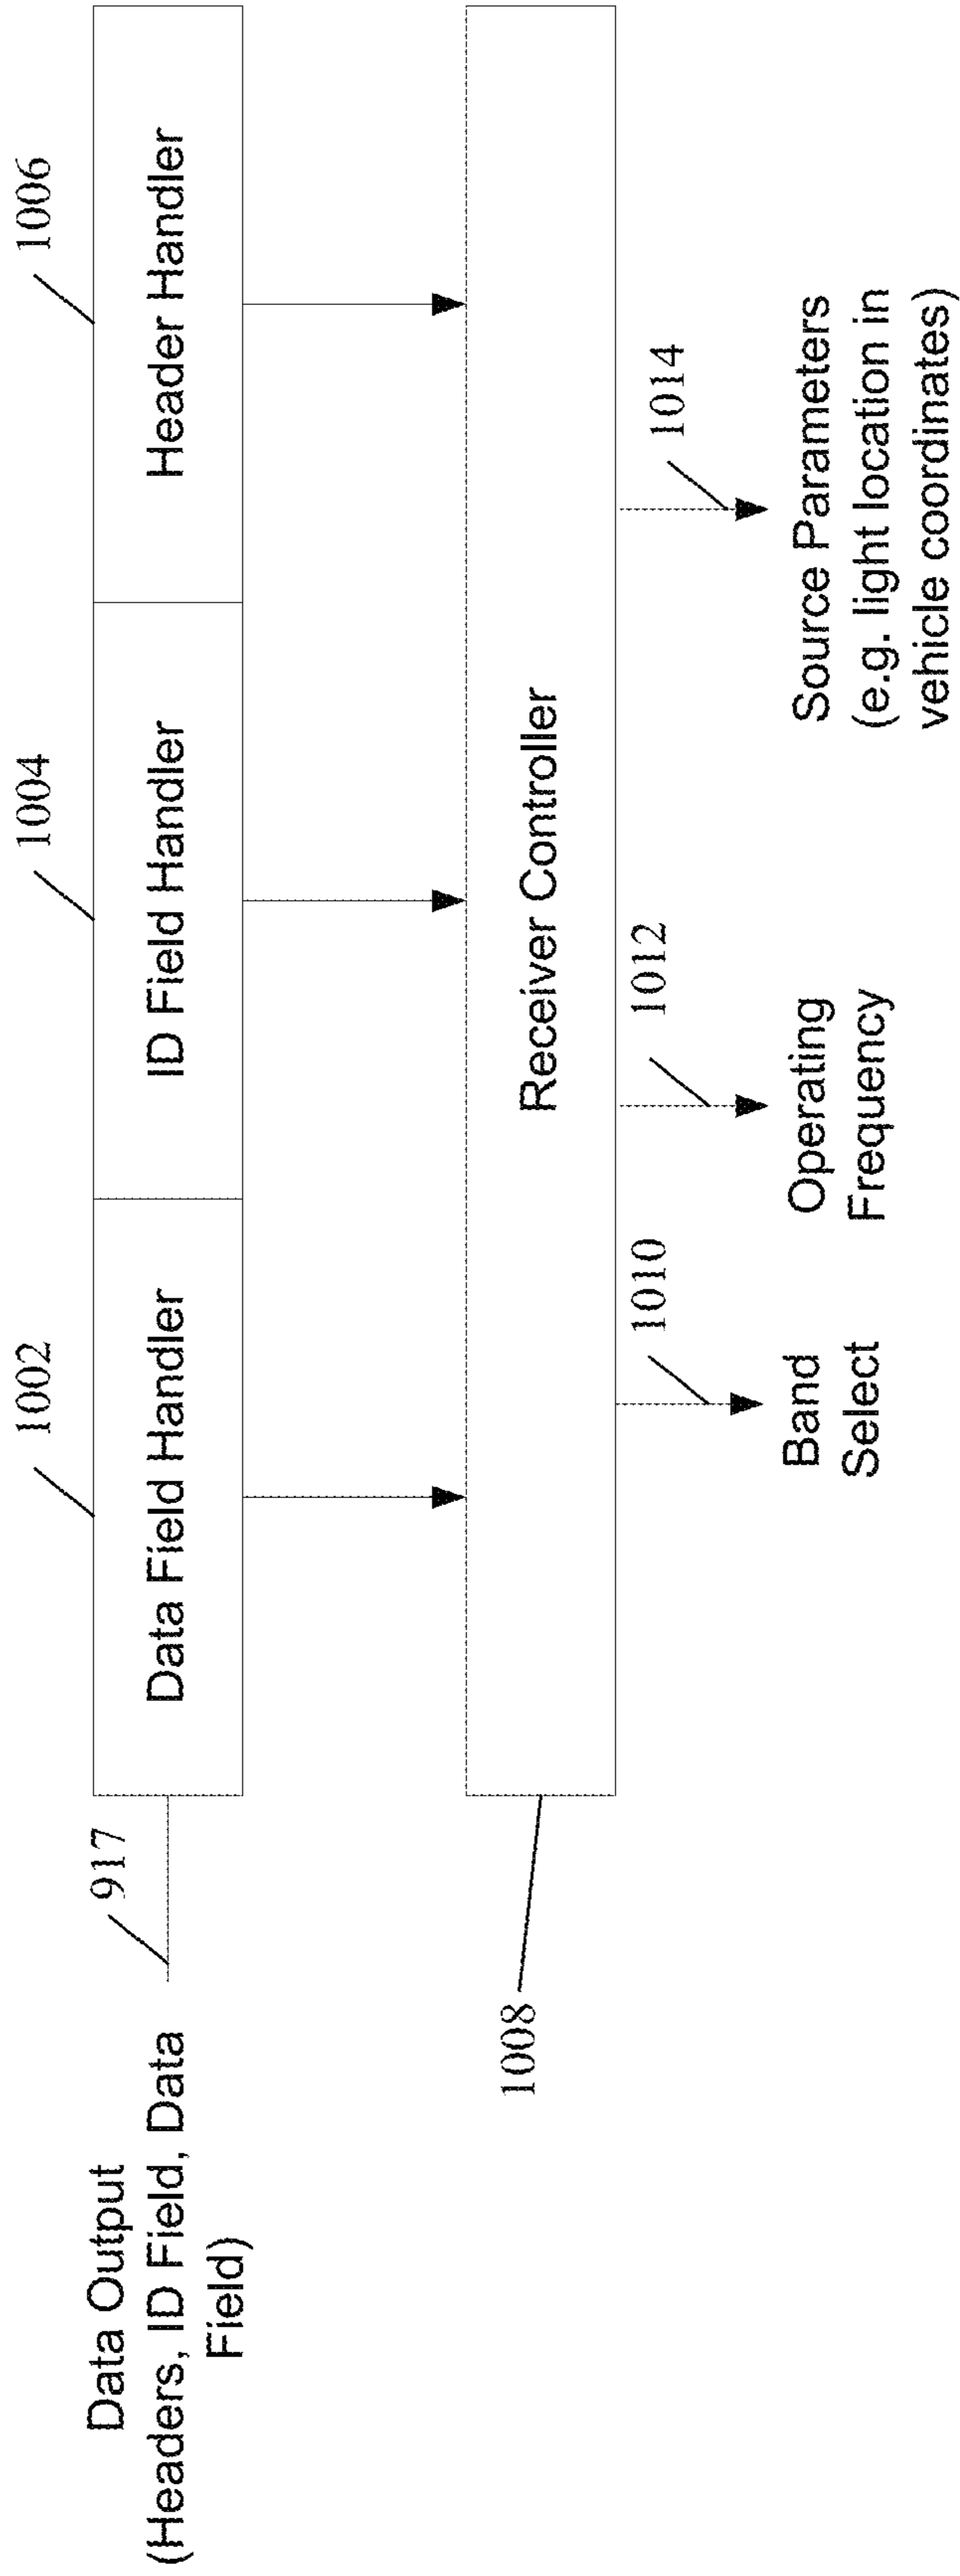 1002
1004
1006
917
Data Output
(Headers, ID Field, Data
Field)
Data Field Handler
ID Field Handler
Header Handler
1008
Receiver Controller
1010
1012
1014
Band
Select
Operating
Frequency
Source Parameters
(e.g. light location in
vehicle coordinates)